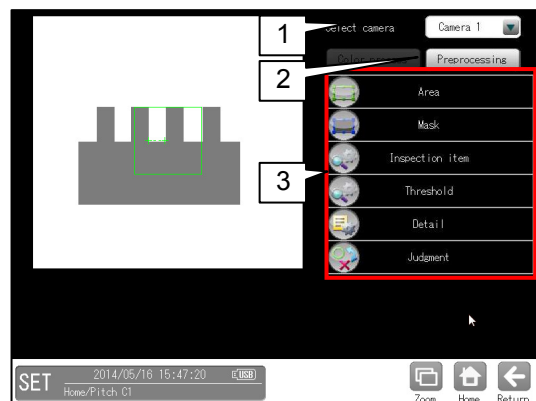 1
Select camera
Camera 1
2
Preprocessing
Area
Mask
3
Inspection item
Threshold
Detail
Judgment
SET
2014/05/16 15:47:20
USB
Home/Pitch C1
Zoom
Home
Return